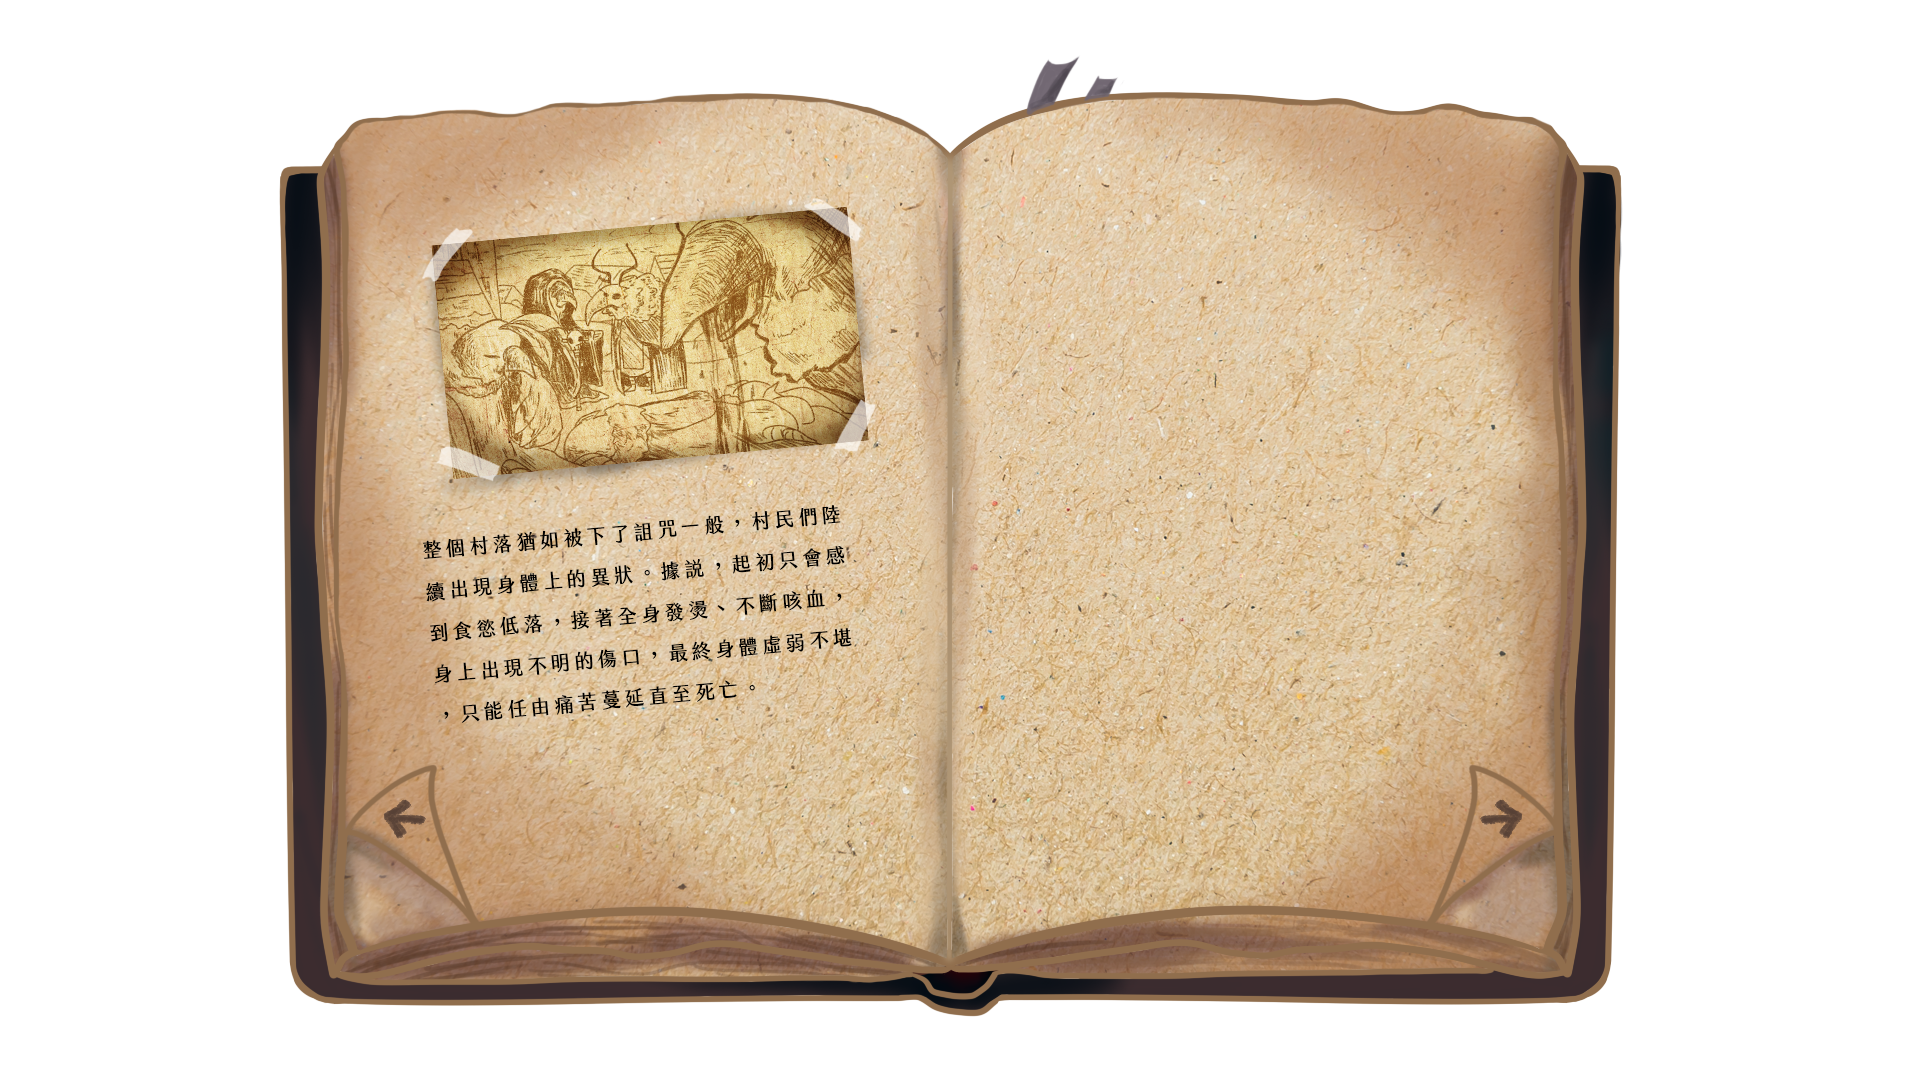 整個村落猶如被下了詛咒一般，村民們陸
續出現身體上的異狀。據説，起初只會感
到食慾低落，接著全身發燙、不斷咳血，
身上出現不明的傷口，最終身體虛弱不堪
，只能任由痛苦蔓延直至死亡。